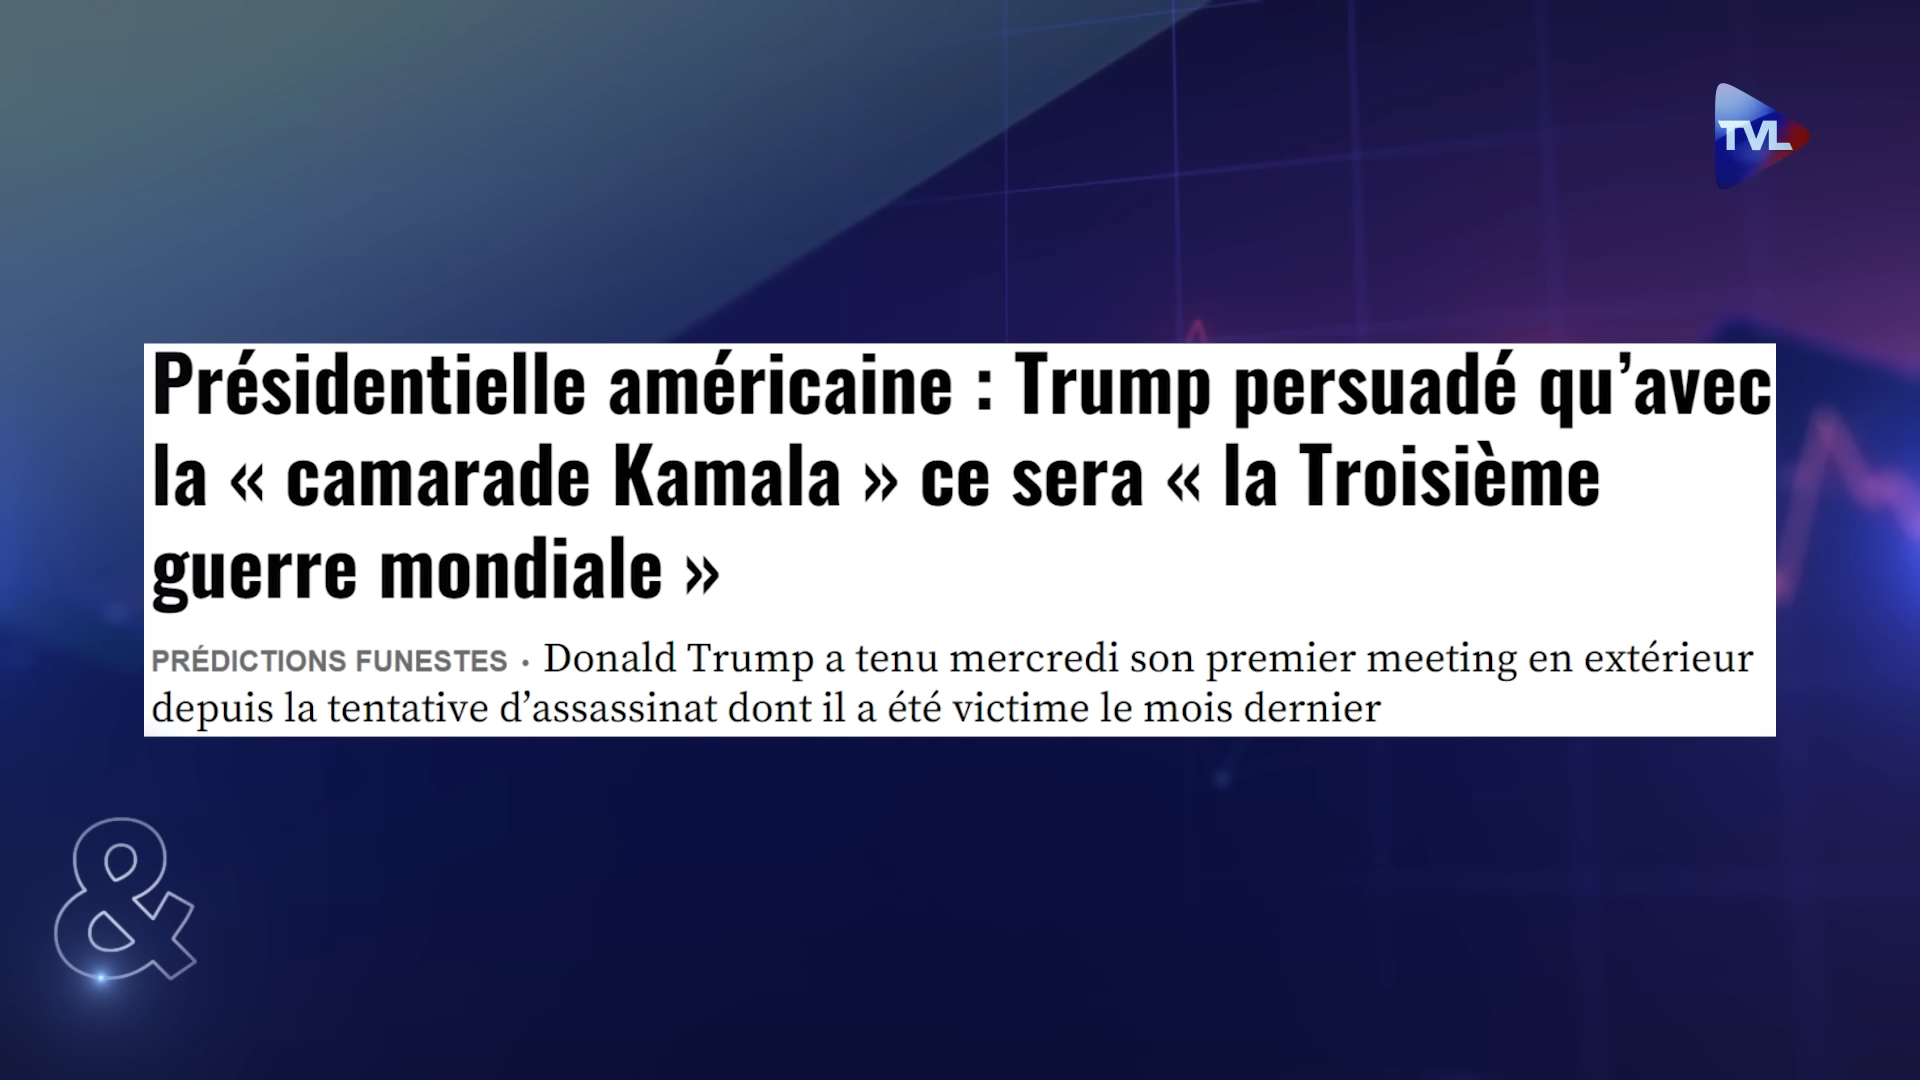 TVL
Présidentielle américaine : Trump persuadé qu’avec
la « camarade Kamala » ce sera « la Troisième
guerre mondiale »
PRÉDICTIONS FUNESTES • Donald Trump a tenu mercredi son premier meeting en extérieur
depuis la tentative d’assassinat dont il a été victime le mois dernier
&